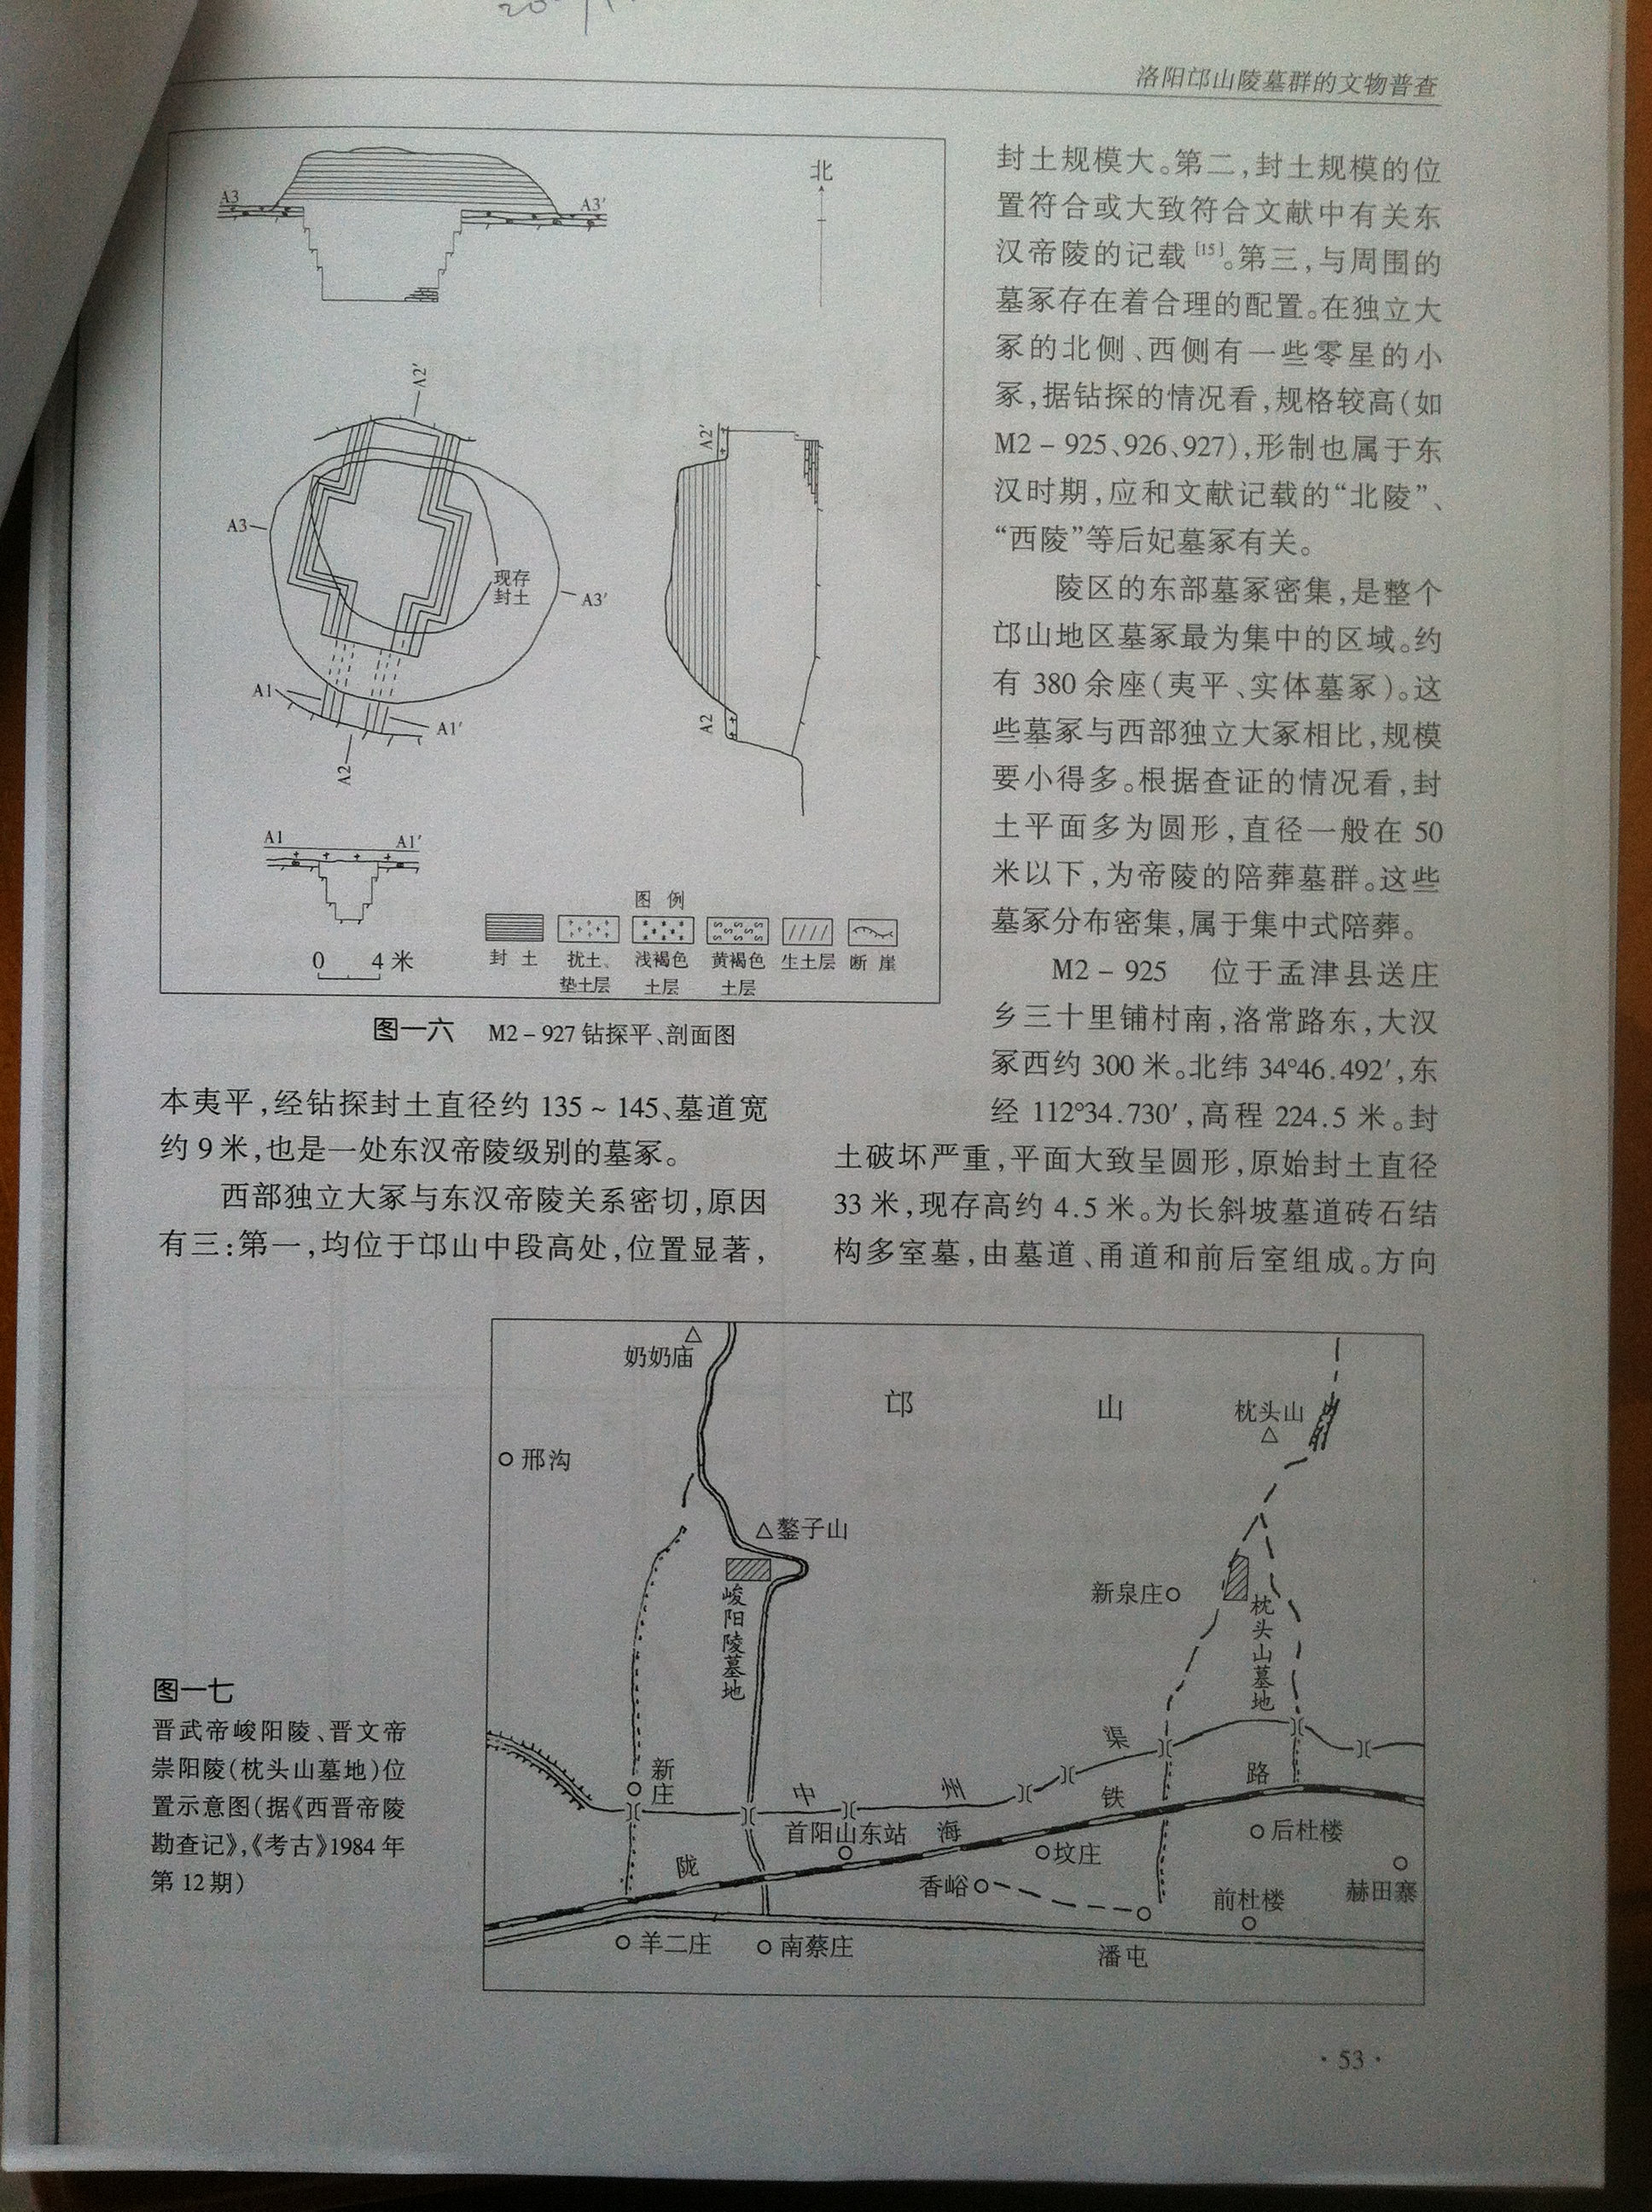 洛阳邙山陵墓群的文物普查
A3
A3′
北
A2′
A3
现存
封土
A3′
A1
A1′
A2
A2′
A2
A1
A1′
图 例
封 土
扰土、
垫土层
浅褐色
土层
黄褐色
土层
生土层
断 崖
0 4 米
图一六 M2－927 钻探平、剖面图
本夷平，经钻探封土直径约 135～145、墓道宽
约 9 米，也是一处东汉帝陵级别的墓冢。
西部独立大冢与东汉帝陵关系密切，原因
有三：第一，均位于邙山中段高处，位置显著，
封土规模大。第二，封土规模的位
置符合或大致符合文献中有关东
汉帝陵的记载[15]。第三，与周围的
墓冢存在着合理的配置。在独立大
冢的北侧、西侧有一些零星的小
冢，据钻探的情况看，规格较高（如
M2－925、926、927），形制也属于东
汉时期，应和文献记载的“北陵”、
“西陵”等后妃墓冢有关。
陵区的东部墓冢密集，是整个
邙山地区墓冢最为集中的区域。约
有 380 余座（夷平、实体墓冢）。这
些墓冢与西部独立大冢相比，规模
要小得多。根据查证的情况看，封
土平面多为圆形，直径一般在 50
米以下，为帝陵的陪葬墓群。这些
墓冢分布密集，属于集中式陪葬。
M2－925 位于孟津县送庄
乡三十里铺村南，洛常路东，大汉
冢西约 300 米。北纬 34°46.492′，东
经 112°34.730′，高程 224.5 米。封
土破坏严重，平面大致呈圆形，原始封土直径
33 米，现存高约 4.5 米。为长斜坡墓道砖石结
构多室墓，由墓道、甬道和前后室组成。方向
奶奶庙
邙 山
枕头山
邢沟
鏊子山
峻阳陵墓地
新泉庄
枕头山墓地
新庄
中州渠
陇海铁路
首阳山东站
坟庄
后杜楼
香峪
前杜楼
赫田寨
羊二庄
南蔡庄
潘屯
图一七
晋武帝峻阳陵、晋文帝
崇阳陵（枕头山墓地）位
置示意图（据《西晋帝陵
勘查记》，《考古》1984 年
第 12 期）
·53·